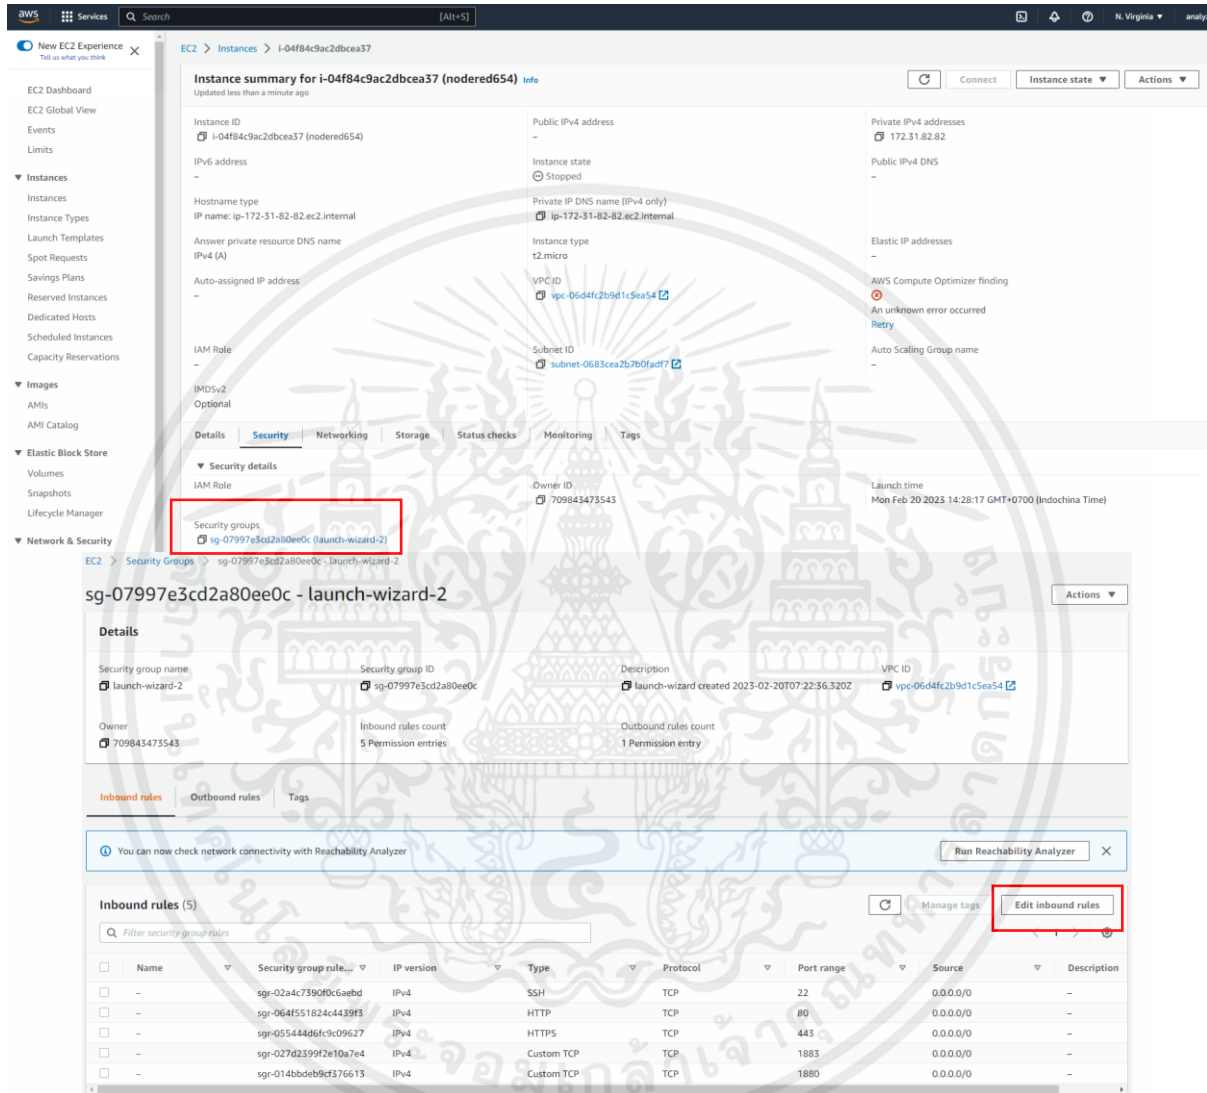 aws Services Search [Alt+S] N. Virginia ▼ analyz
New EC2 Experience
Tell us what you think
EC2 Dashboard
EC2 Global View
Events
Limits
▼ Instances
Instances
Instance Types
Launch Templates
Spot Requests
Savings Plans
Reserved Instances
Dedicated Hosts
Scheduled Instances
Capacity Reservations
▼ Images
AMIs
AMI Catalog
▼ Elastic Block Store
Volumes
Snapshots
Lifecycle Manager
▼ Network & Security
EC2 > Instances > i-04f84c9ac2dbcea37
Instance summary for i-04f84c9ac2dbcea37 (nodered654) Info
Updated less than a minute ago
Connect Instance state ▼ Actions ▼
Instance ID Public IPv4 address Private IPv4 addresses
i-04f84c9ac2dbcea37 (nodered654) – 172.31.82.82
IPv6 address Instance state Public IPv4 DNS
– Stopped –
Hostname type Private IP DNS name (IPv4 only)
IP name: ip-172-31-82-82.ec2.internal ip-172-31-82-82.ec2.internal
Answer private resource DNS name Instance type Elastic IP addresses
IPv4 (A) t2.micro –
Auto-assigned IP address VPC ID AWS Compute Optimizer finding
– vpc-06d4fc2b9d1c5ea54
An unknown error occurred
Retry
IAM Role Subnet ID Auto Scaling Group name
– subnet-0683cea2b7b0fadf7 –
IMDSv2
Optional
Details Security Networking Storage Status checks Monitoring Tags
▼ Security details
IAM Role Owner ID Launch time
– 709843473543 Mon Feb 20 2023 14:28:17 GMT+0700 (Indochina Time)
Security groups
sg-07997e3cd2a80ee0c (launch-wizard-2)
EC2 > Security Groups > sg-07997e3cd2a80ee0c - launch-wizard-2
sg-07997e3cd2a80ee0c - launch-wizard-2 Actions ▼
Details
Security group name Security group ID Description VPC ID
launch-wizard-2 sg-07997e3cd2a80ee0c launch-wizard created 2023-02-20T07:22:36.320Z vpc-06d4fc2b9d1c5ea54
Owner Inbound rules count Outbound rules count
709843473543 5 Permission entries 1 Permission entry
Inbound rules Outbound rules Tags
You can now check network connectivity with Reachability Analyzer Run Reachability Analyzer
Inbound rules (5) Manage tags Edit inbound rules
Filter security group rules < 1 >
Name Security group rule... IP version Type Protocol Port range Source Description
– sgr-02a4c7390f0c6aebd IPv4 SSH TCP 22 0.0.0.0/0 –
– sgr-064f551824c4439f3 IPv4 HTTP TCP 80 0.0.0.0/0 –
– sgr-055444d6fc9c09627 IPv4 HTTPS TCP 443 0.0.0.0/0 –
– sgr-027d2399f2e10a7e4 IPv4 Custom TCP TCP 1883 0.0.0.0/0 –
– sgr-014bbdeb9cf376613 IPv4 Custom TCP TCP 1880 0.0.0.0/0 –